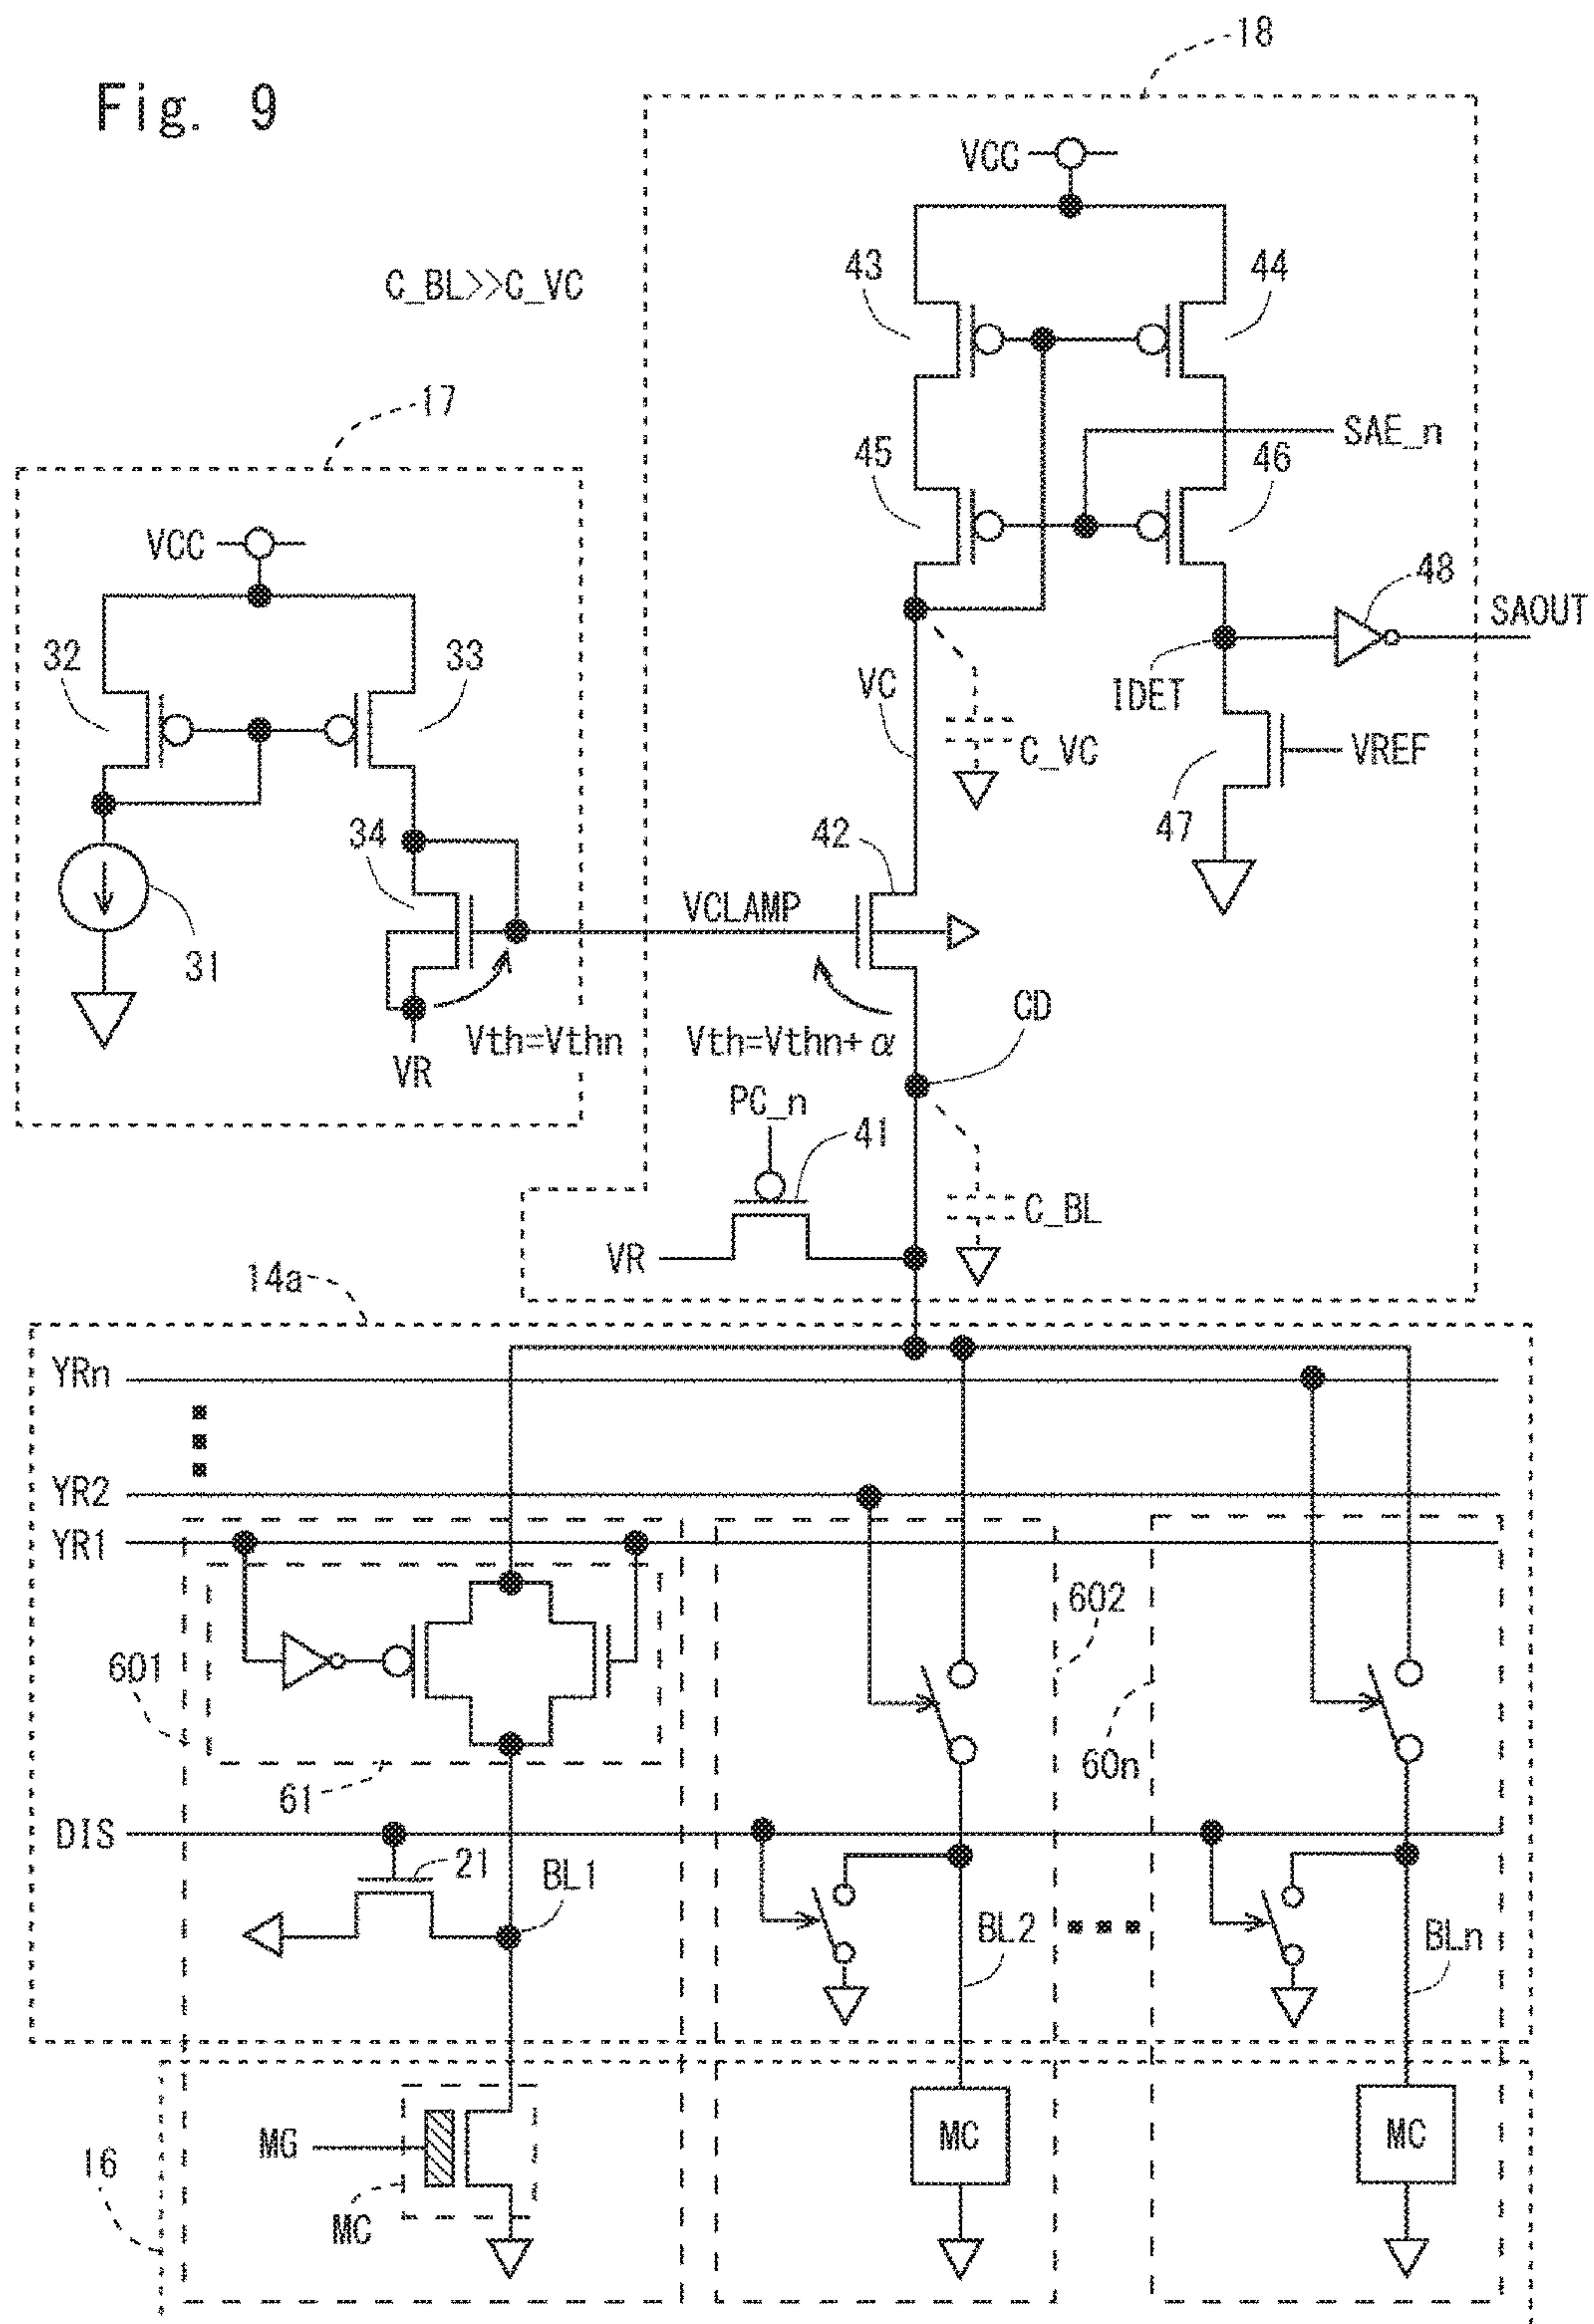 Fig. 9
18
VCC
43
44
C_BL>>C_VC
17
SAE_n
45
46
VCC
48
SAOUT
32
33
VC
IDET
C_VC
VREF
34
42
47
VCLAMP
31
CD
Vth=Vthn
Vth=Vthn+α
VR
PC_n
41
C_BL
VR
14a
YRn
YR2
YR1
602
601
60n
61
DIS
21
BL1
BL2
BLn
MG
MC
MC
16
MC